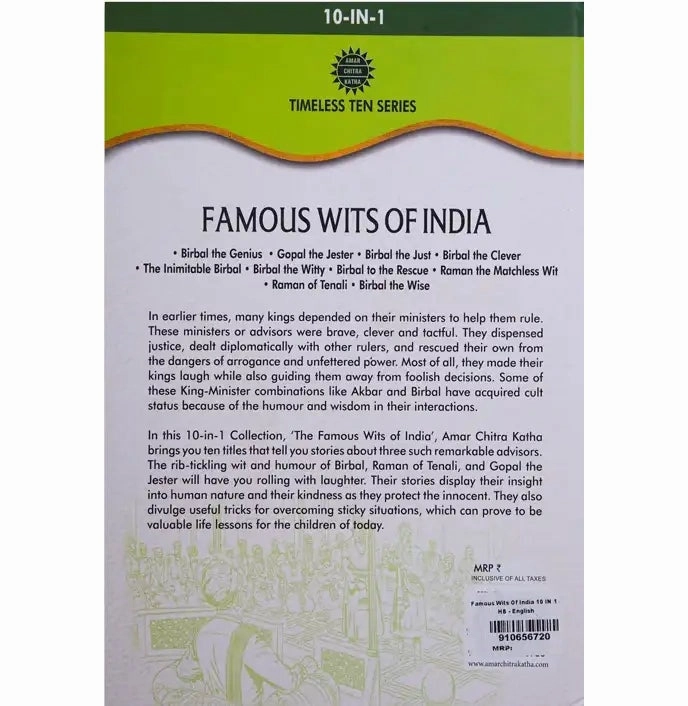 10-IN-1
AMAR
CHITRA
KATHA
TIMELESS TEN SERIES
FAMOUS WITS OF INDIA
• Birbal the Genius • Gopal the Jester • Birbal the Just • Birbal the Clever
• The Inimitable Birbal • Birbal the Witty • Birbal to the Rescue • Raman the Matchless Wit
• Raman of Tenali • Birbal the Wise
In earlier times, many kings depended on their ministers to help them rule.
These ministers or advisors were brave, clever and tactful. They dispensed
justice, dealt diplomatically with other rulers, and rescued their own from
the dangers of arrogance and unfettered power. Most of all, they made their
kings laugh while also guiding them away from foolish decisions. Some of
these King-Minister combinations like Akbar and Birbal have acquired cult
status because of the humour and wisdom in their interactions.
In this 10-in-1 Collection, ‘The Famous Wits of India’, Amar Chitra Katha
brings you ten titles that tell you stories about three such remarkable advisors.
The rib-tickling wit and humour of Birbal, Raman of Tenali, and Gopal the
Jester will have you rolling with laughter. Their stories display their insight
into human nature and their kindness as they protect the innocent. They also
divulge useful tricks for overcoming sticky situations, which can prove to be
valuable life lessons for the children of today.
MRP ₹
INCLUSIVE OF ALL TAXES
Famous Wits Of India 10 IN 1
HB - English
910656720
MRP:
www.amarchitrakatha.com